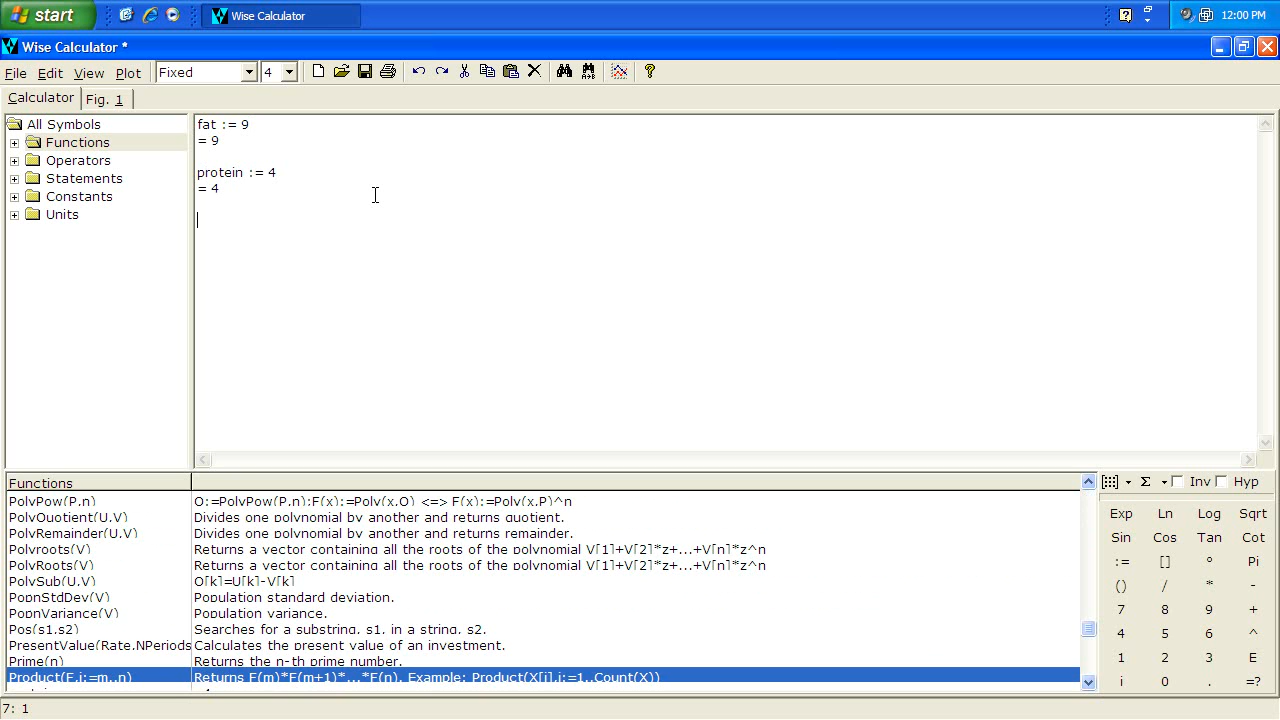 start
Wise Calculator
12:00 PM
Wise Calculator *
File Edit View Plot Fixed 4
Calculator Fig. 1
All Symbols
Functions
Operators
Statements
Constants
Units
fat := 9
= 9
protein := 4
= 4
Functions
PolyPow(P,n) Q:=PolyPow(P,n);F(x):=Poly(x,Q) <=> F(x):=Poly(x,P)^n
PolyQuotient(U,V) Divides one polynomial by another and returns quotient.
PolyRemainder(U,V) Divides one polynomial by another and returns remainder.
Polyroots(V) Returns a vector containing all the roots of the polynomial V[1]+V[2]*z+...+V[n]*z^n
PolyRoots(V) Returns a vector containing all the roots of the polynomial V[1]+V[2]*z+...+V[n]*z^n
PolySub(U,V) Q[k]=U[k]-V[k]
PopnStdDev(V) Population standard deviation.
PopnVariance(V) Population variance.
Pos(s1,s2) Searches for a substring, s1, in a string, s2.
PresentValue(Rate,NPeriods Calculates the present value of an investment.
Prime(n) Returns the n-th prime number.
Product(F,i:=m..n) Returns F(m)*F(m+1)*...*F(n). Example: Product(X[i],i:=1..Count(X))
Σ Inv Hyp
Exp Ln Log Sqrt
Sin Cos Tan Cot
:= [] ° Pi
() / * -
7 8 9 +
4 5 6 ^
1 2 3 E
i 0 . =?
7: 1